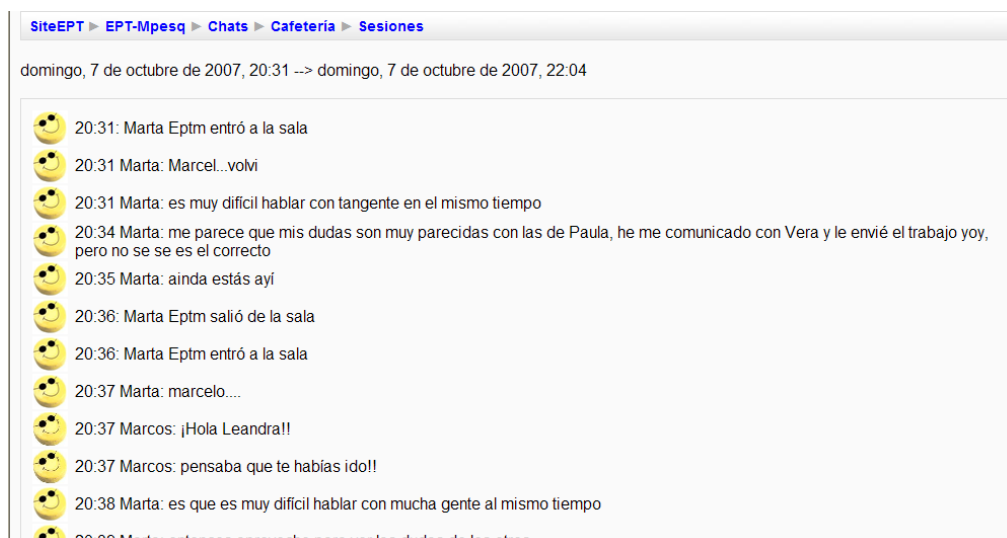 SiteEPT ► EPT-Mpesq ► Chats ► Cafetería ► Sesiones
domingo, 7 de octubre de 2007, 20:31 --> domingo, 7 de octubre de 2007, 22:04
20:31: Marta Eptm entró a la sala
20:31 Marta: Marcel...volvi
20:31 Marta: es muy difícil hablar con tangente en el mismo tiempo
20:34 Marta: me parece que mis dudas son muy parecidas con las de Paula, he me comunicado con Vera y le envié el trabajo yoy,
pero no se se es el correcto
20:35 Marta: ainda estás ayí
20:36: Marta Eptm salió de la sala
20:36: Marta Eptm entró a la sala
20:37 Marta: marcelo....
20:37 Marcos: ¡Hola Leandra!!
20:37 Marcos: pensaba que te habías ido!!
20:38 Marta: es que es muy difícil hablar con mucha gente al mismo tiempo